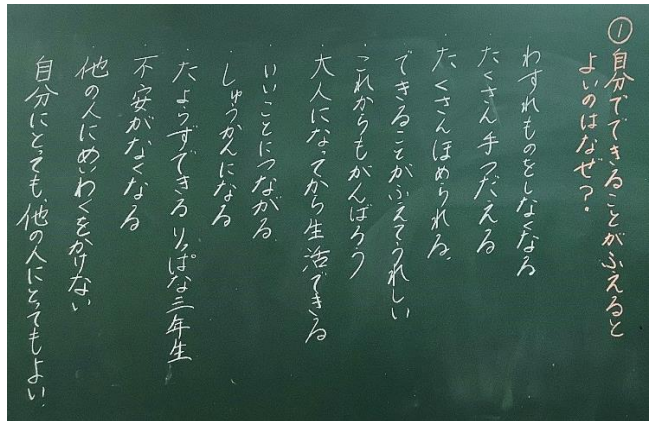 ①自分でできることがふえると
よいのはなぜ?
・わすれものをしなくなる
・たくさん手つだえる
・たくさんほめられる。
・できることがふえてうれしい
・これからもがんばろう
・大人になってから生活できる
・いいことにつながる
・しゅうかんになる
・たよらずできるりっぱな三年生
・不安がなくなる
・他の人にめいわくをかけない
・自分にとっても、他の人にとってもよい。